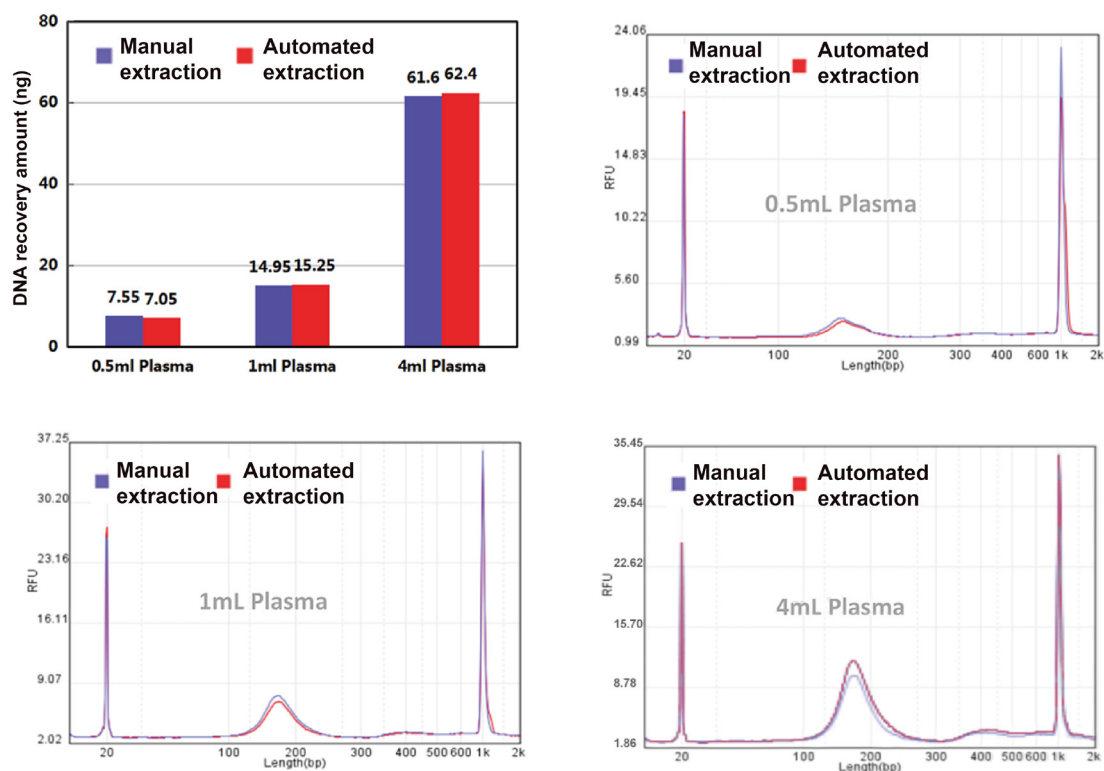 80
60
40
20
0
DNA recovery amount (ng)
Manual extraction
Automated extraction
7.55
7.05
14.95
15.25
61.6
62.4
0.5ml Plasma
1ml Plasma
4ml Plasma
24.06
19.45
14.83
10.22
5.60
0.99
RFU
Manual extraction
Automated extraction
0.5mL Plasma
20
100
200
300
400
600
1k
2k
Length(bp)
37.25
30.20
23.16
16.11
9.07
2.02
RFU
Manual extraction
Automated extraction
1mL Plasma
20
100
200
300
400
500
600
1k
2k
Length(bp)
35.45
29.54
22.62
15.70
8.78
1.86
RFU
Manual extraction
Automated extraction
4mL Plasma
20
100
200
300
400
500
600
1k
2k
Length(bp)